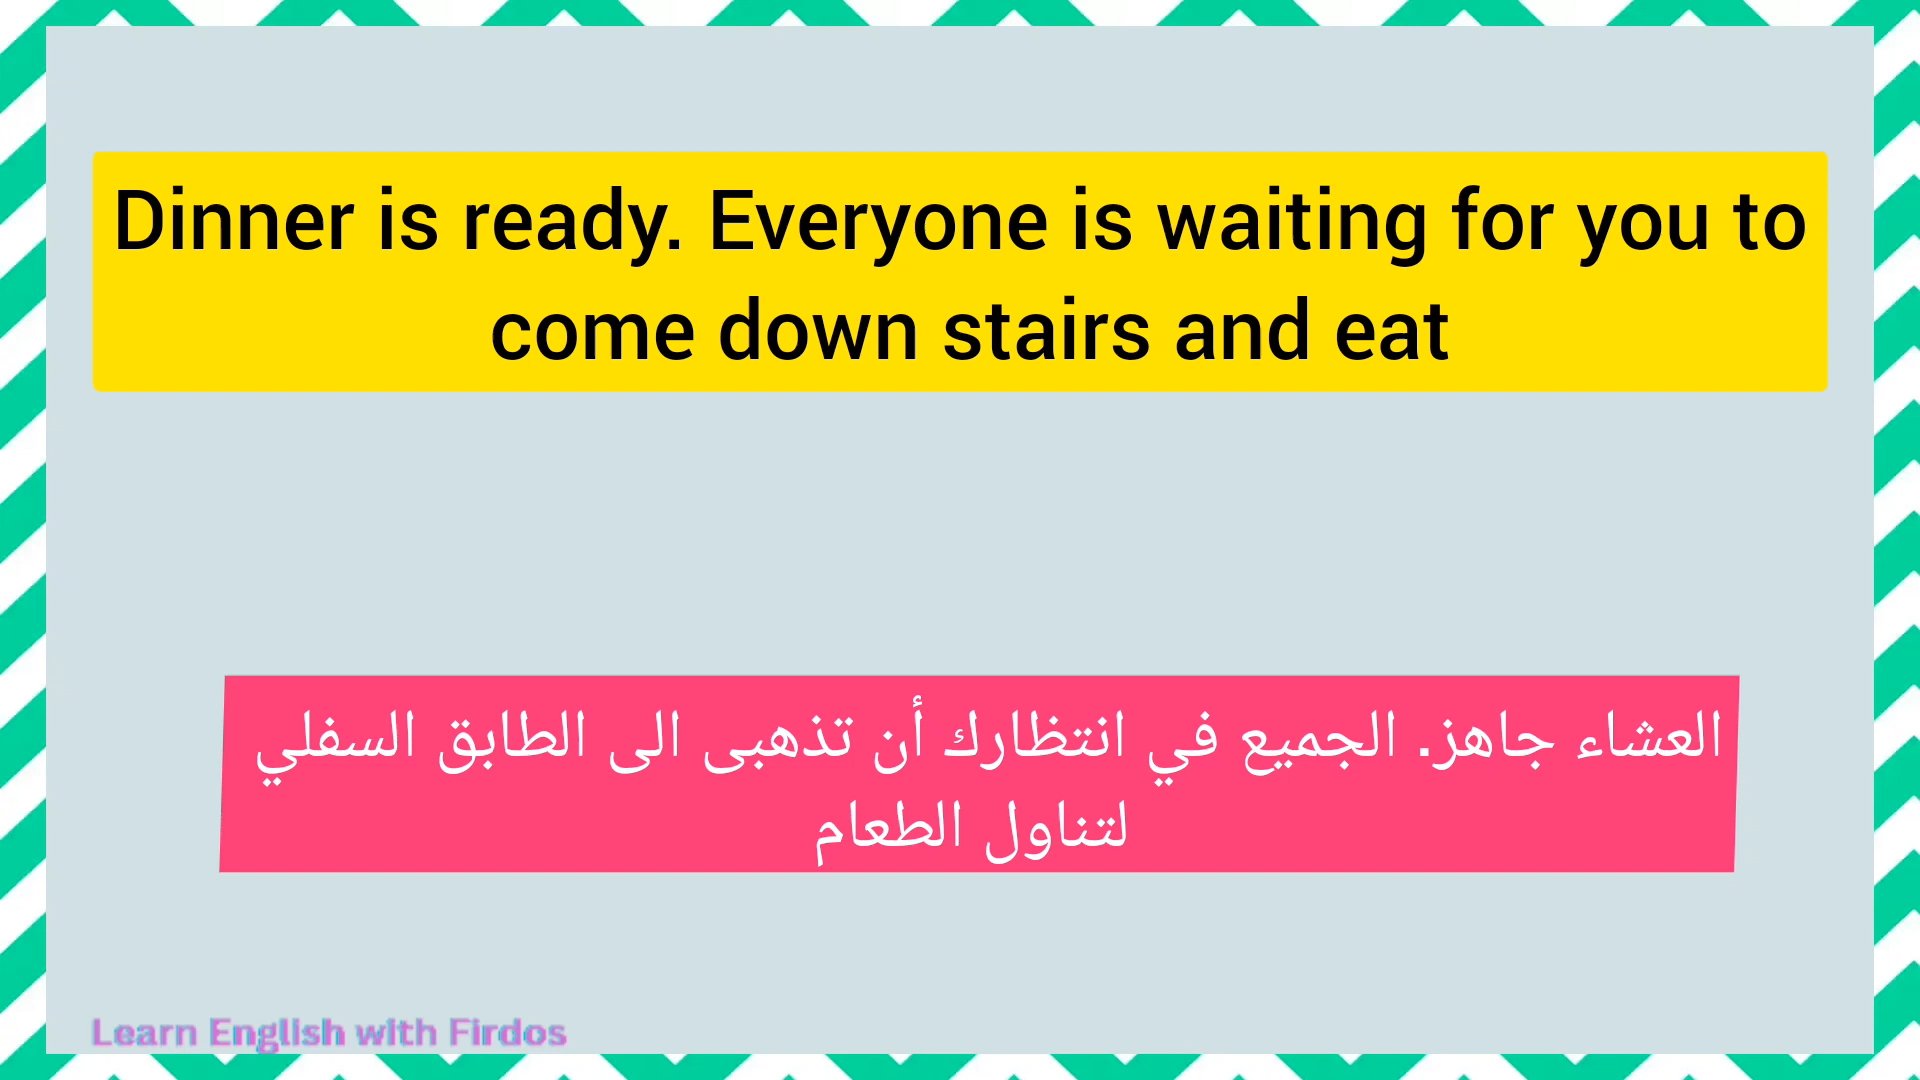 Dinner is ready. Everyone is waiting for you to
come down stairs and eat
العشاء جاهز. الجميع في انتظارك أن تذهبى الى الطابق السفلي
لتناول الطعام
Learn English with Firdos